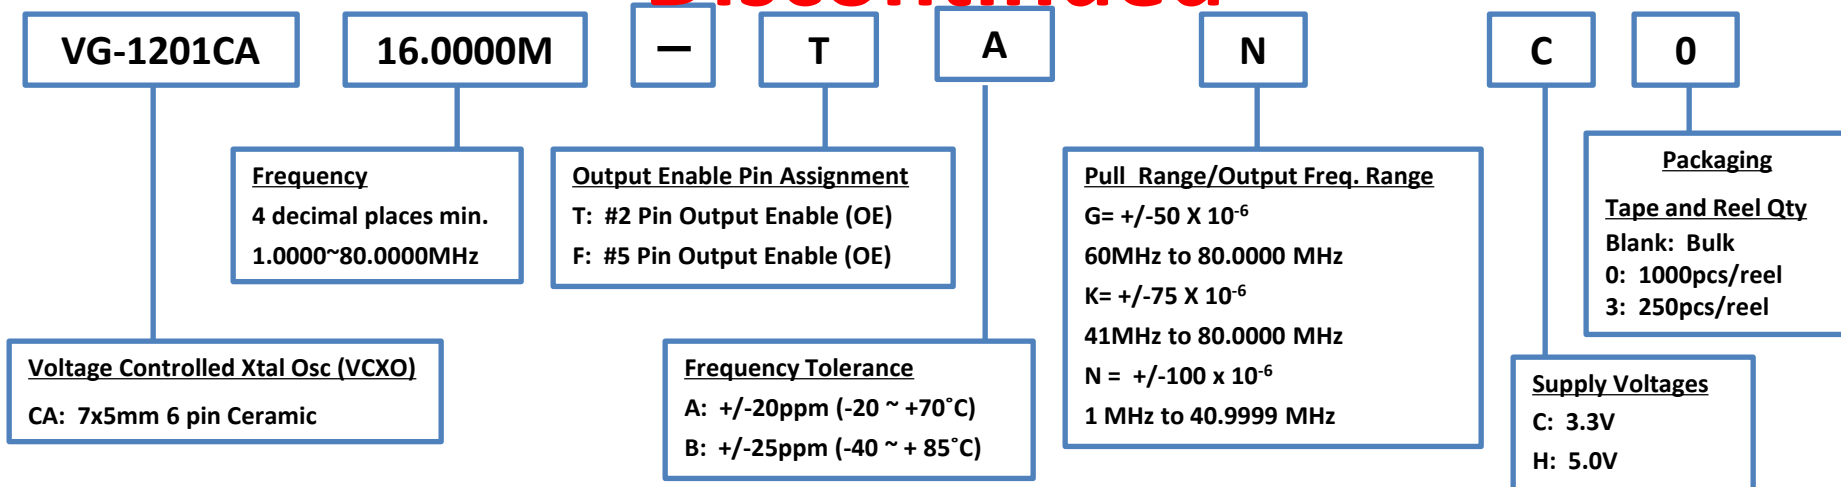 Discontinued
VG-1201CA 16.0000M — T A N C 0
Frequency
4 decimal places min.
1.0000~80.0000MHz
Output Enable Pin Assignment
T: #2 Pin Output Enable (OE)
F: #5 Pin Output Enable (OE)
Pull Range/Output Freq. Range
G= +/-50 X 10⁻⁶
60MHz to 80.0000 MHz
K= +/-75 X 10⁻⁶
41MHz to 80.0000 MHz
N = +/-100 x 10⁻⁶
1 MHz to 40.9999 MHz
Packaging
Tape and Reel Qty
Blank: Bulk
0: 1000pcs/reel
3: 250pcs/reel
Voltage Controlled Xtal Osc (VCXO)
CA: 7x5mm 6 pin Ceramic
Frequency Tolerance
A: +/-20ppm (-20 ~ +70˚C)
B: +/-25ppm (-40 ~ + 85˚C)
Supply Voltages
C: 3.3V
H: 5.0V